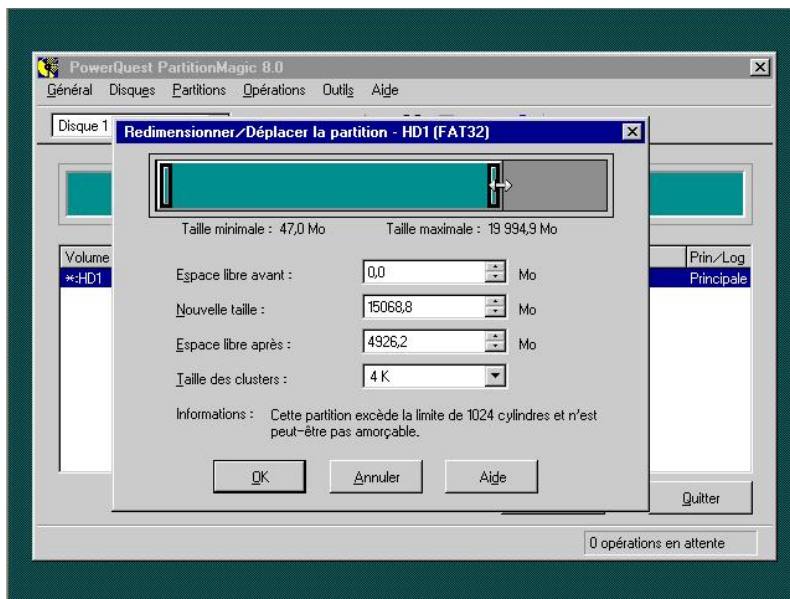 PowerQuest PartitionMagic 8.0
Général Disques Partitions Opérations Outils Aide
Disque 1
Redimensionner/Déplacer la partition - HD1 (FAT32)
Taille minimale : 47,0 Mo Taille maximale : 19 994,9 Mo
Volume Prin/Log
*:HD1 Principale
Espace libre avant : 0,0 Mo
Nouvelle taille : 15068,8 Mo
Espace libre après : 4926,2 Mo
Taille des clusters : 4 K
Informations : Cette partition excède la limite de 1024 cylindres et n'est
peut-être pas amorçable.
OK Annuler Aide
Quitter
0 opérations en attente